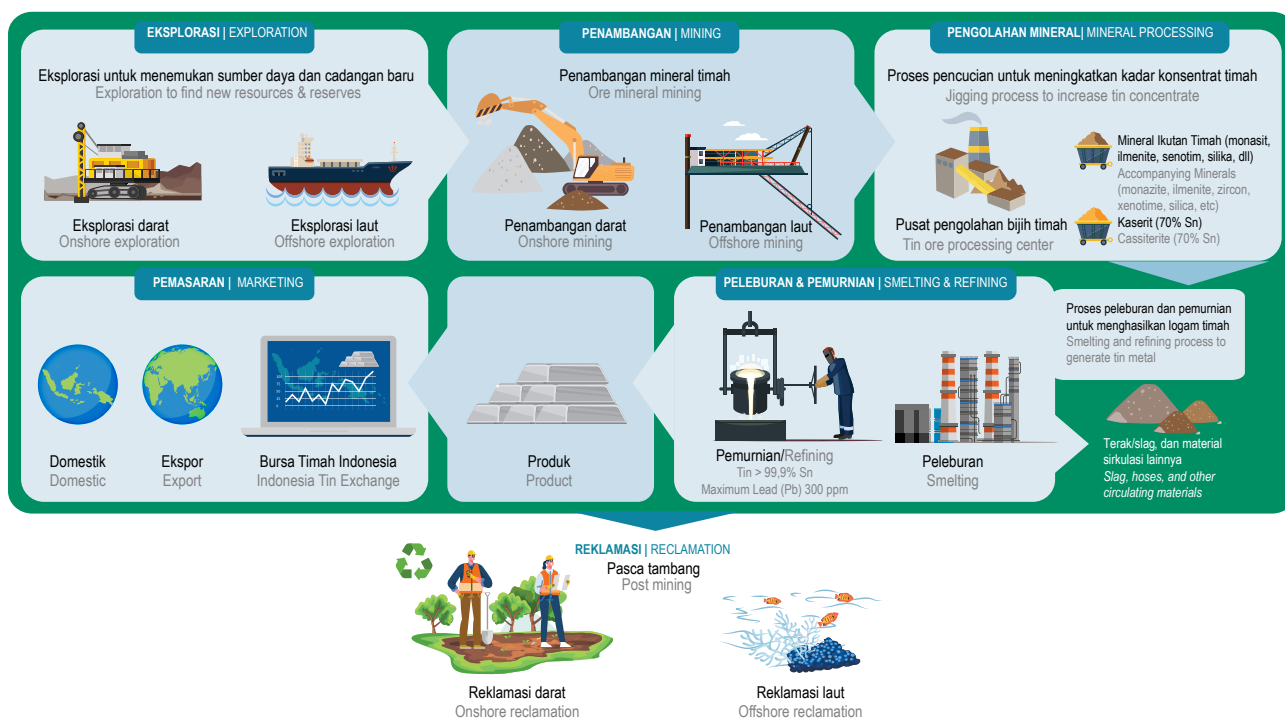 EKSPLORASI | EXPLORATION
Eksplorasi untuk menemukan sumber daya dan cadangan baru
Exploration to find new resources & reserves
Eksplorasi darat
Onshore exploration
Eksplorasi laut
Offshore exploration
PENAMBANGAN | MINING
Penambangan mineral timah
Ore mineral mining
Penambangan darat
Onshore mining
Penambangan laut
Offshore mining
PENGOLAHAN MINERAL| MINERAL PROCESSING
Proses pencucian untuk meningkatkan kadar konsentrat timah
Jigging process to increase tin concentrate
Pusat pengolahan bijih timah
Tin ore processing center
Mineral Ikutan Timah (monasit,
ilmenite, senotim, silika, dll)
Accompanying Minerals
(monazite, ilmenite, zircon,
xenotime, silica, etc)
Kaserit (70% Sn)
Cassiterite (70% Sn)
Proses peleburan dan pemurnian
untuk menghasilkan logam timah
Smelting and refining process to
generate tin metal
Terak/slag, dan material
sirkulasi lainnya
Slag, hoses, and other
circulating materials
PELEBURAN & PEMURNIAN | SMELTING & REFINING
Pemurnian/Refining
Tin > 99,9% Sn
Maximum Lead (Pb) 300 ppm
Peleburan
Smelting
Produk
Product
PEMASARAN | MARKETING
Domestik
Domestic
Ekspor
Export
Bursa Timah Indonesia
Indonesia Tin Exchange
REKLAMASI | RECLAMATION
Pasca tambang
Post mining
Reklamasi darat
Onshore reclamation
Reklamasi laut
Offshore reclamation